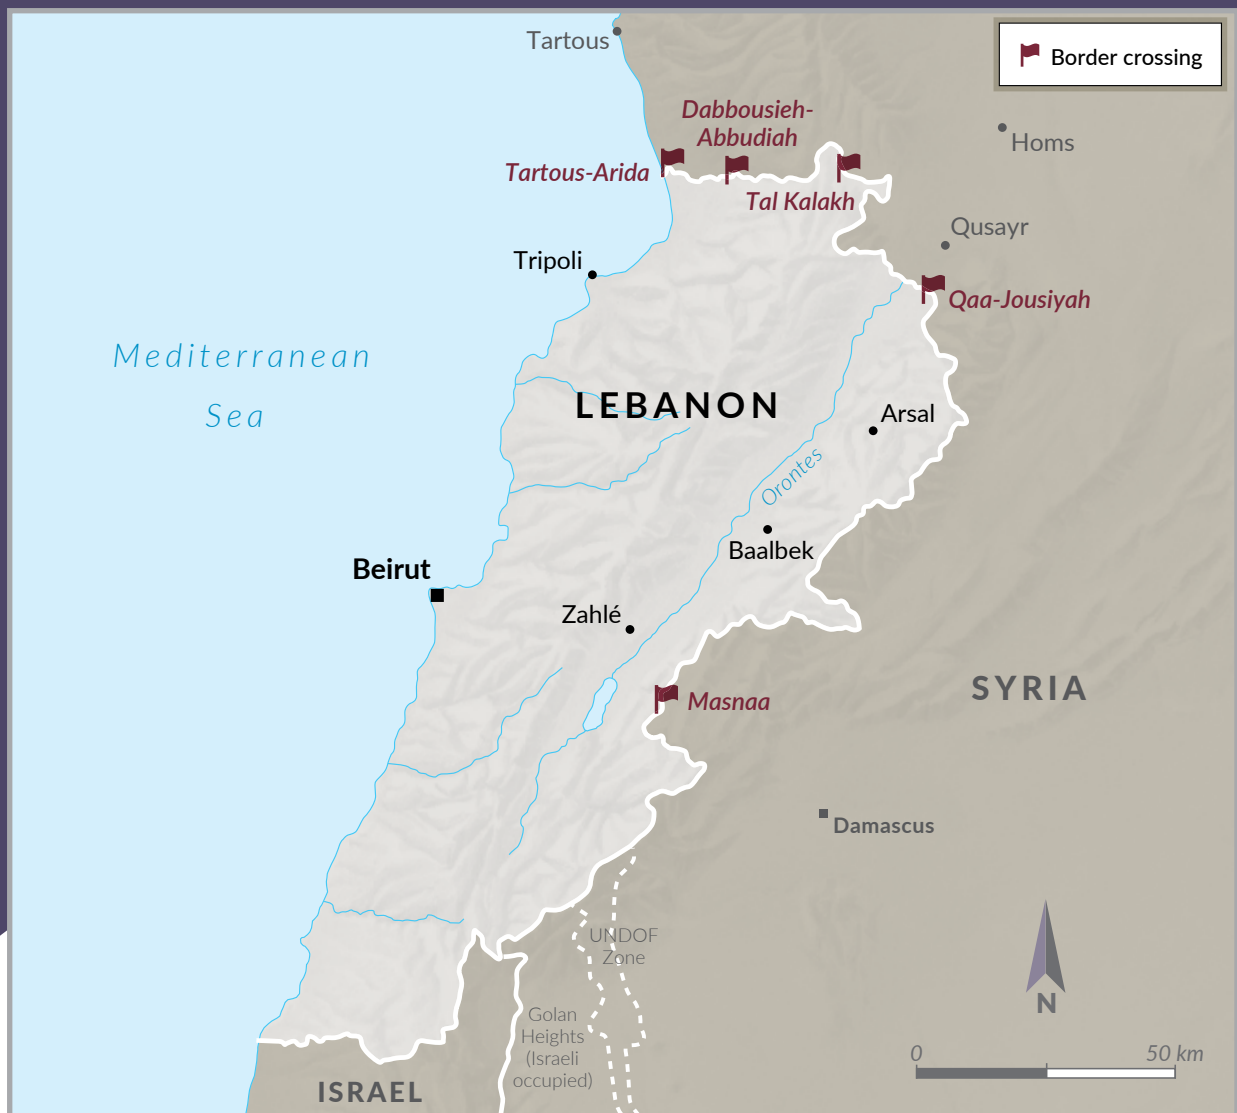 Tartous
Border crossing
Dabbousieh-
Abbudiah
Homs
Tartous-Arida
Tal Kalakh
Qusayr
Tripoli
Qaa-Jousiyah
Mediterranean
Sea
LEBANON
Arsal
Orontes
Baalbek
Beirut
Zahlé
SYRIA
Masnaa
Damascus
UNDOF
Zone
N
Golan
Heights
(Israeli
occupied)
0 50 km
ISRAEL